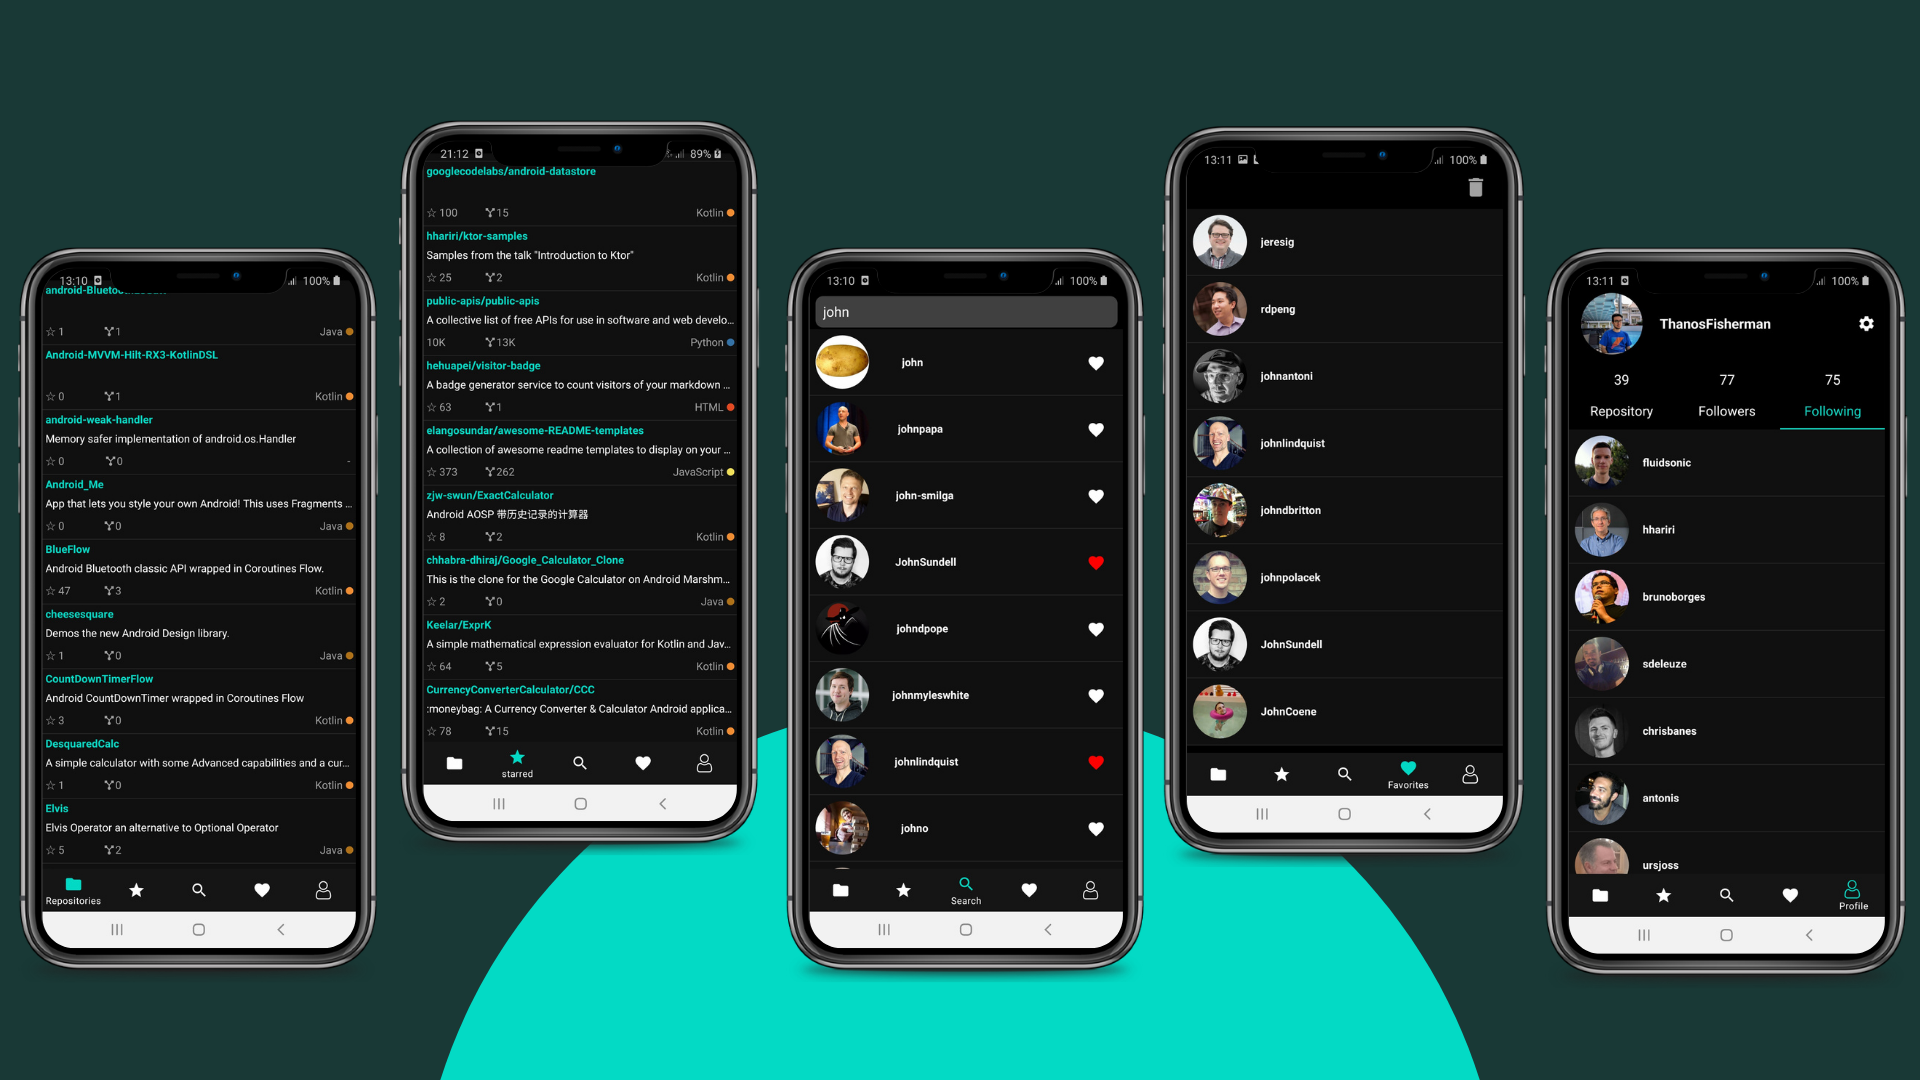 13:10
100%
android-Bluetoo
1
1
Java
Android-MVVM-Hilt-RX3-KotlinDSL
0
1
Kotlin
android-weak-handler
Memory safer implementation of android.os.Handler
0
0
-
Android_Me
App that lets you style your own Android! This uses Fragments ...
0
0
Java
BlueFlow
Android Bluetooth classic API wrapped in Coroutines Flow.
47
3
Kotlin
cheesesquare
Demos the new Android Design library.
1
0
Java
CountDownTimerFlow
Android CountDownTimer wrapped in Coroutines Flow
3
0
Kotlin
DesquaredCalc
A simple calculator with some Advanced capabilities and a cur...
1
0
Kotlin
Elvis
Elvis Operator an alternative to Optional Operator
5
2
Java
Repositories
21:12
89%
googlecodelabs/android-datastore
100
15
Kotlin
hhariri/ktor-samples
Samples from the talk "Introduction to Ktor"
25
2
Kotlin
public-apis/public-apis
A collective list of free APIs for use in software and web develo...
10K
13K
Python
hehuapei/visitor-badge
A badge generator service to count visitors of your markdown ...
63
1
HTML
elangosundar/awesome-README-templates
A collection of awesome readme templates to display on your ...
373
262
JavaScript
zjw-swun/ExactCalculator
Android AOSP 带历史记录的计算器
8
2
Kotlin
chhabra-dhiraj/Google_Calculator_Clone
This is the clone for the Google Calculator on Android Marshm...
2
0
Java
Keelar/ExprK
A simple mathematical expression evaluator for Kotlin and Jav...
64
5
Kotlin
CurrencyConverterCalculator/CCC
:moneybag: A Currency Converter & Calculator Android applica...
78
15
Kotlin
starred
13:10
100%
john
john
johnpapa
john-smilga
JohnSundell
johndpope
johnmyleswhite
johnlindquist
johno
Search
13:11
100%
jeresig
rdpeng
johnantoni
johnlindquist
johndbritton
johnpolacek
JohnSundell
JohnCoene
Favorites
13:11
100%
ThanosFisherman
39
77
75
Repository
Followers
Following
fluidsonic
hhariri
brunoborges
sdeleuze
chrisbanes
antonis
ursjoss
Profile